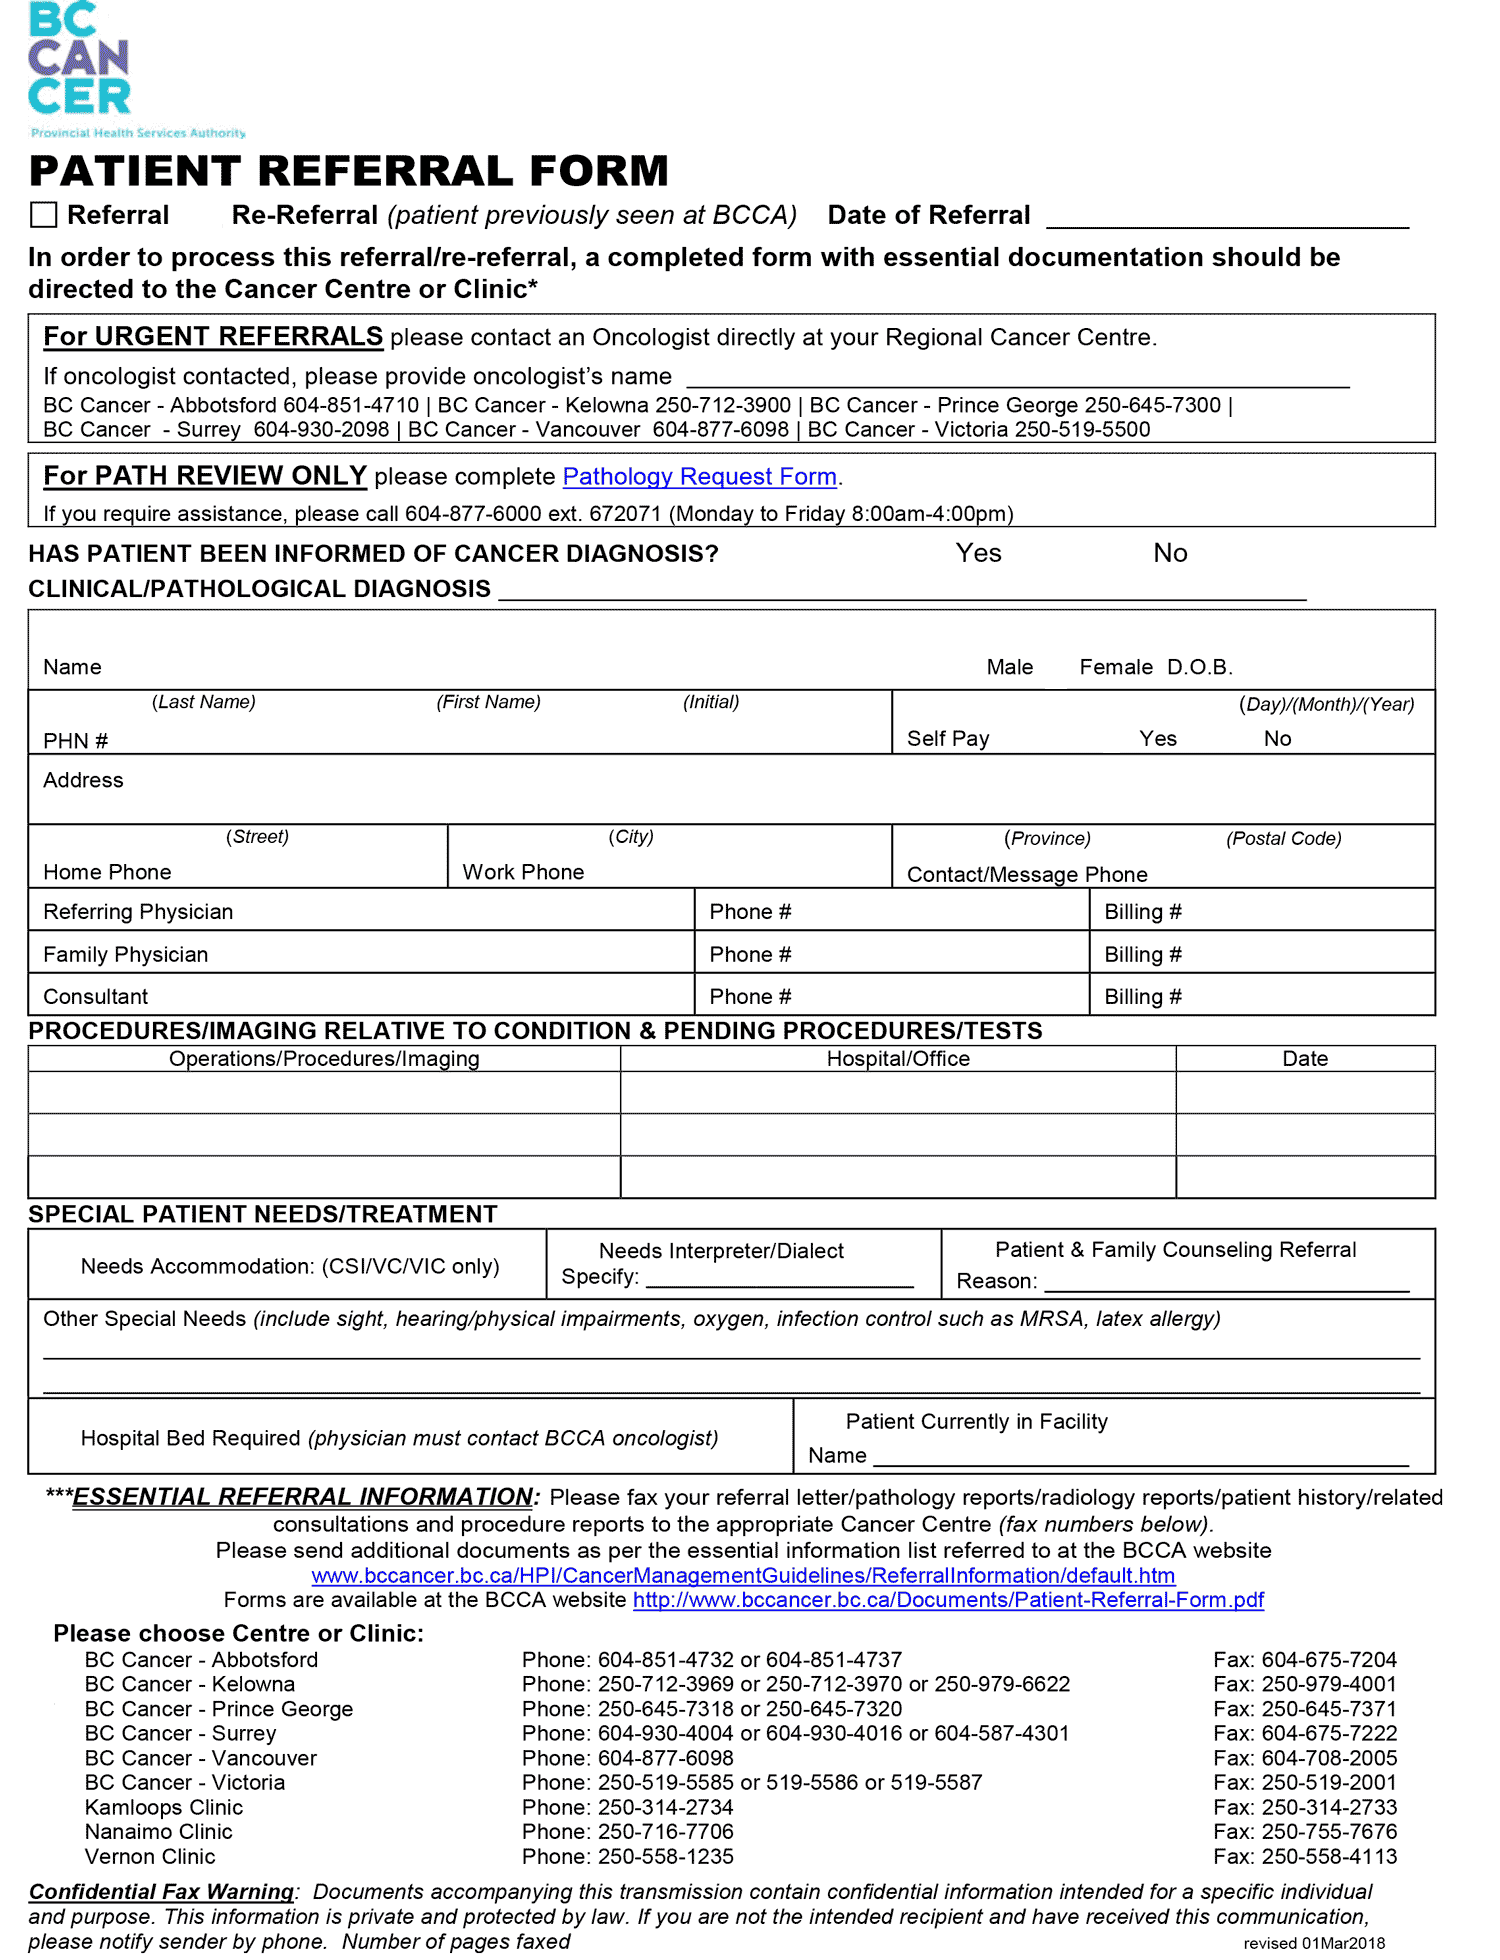 BC
CAN
CER
Provincial Health Services Authority
PATIENT REFERRAL FORM
Referral Re-Referral (patient previously seen at BCCA) Date of Referral
In order to process this referral/re-referral, a completed form with essential documentation should be
directed to the Cancer Centre or Clinic*
For URGENT REFERRALS please contact an Oncologist directly at your Regional Cancer Centre.
If oncologist contacted, please provide oncologist's name
BC Cancer - Abbotsford 604-851-4710 | BC Cancer - Kelowna 250-712-3900 | BC Cancer - Prince George 250-645-7300 |
BC Cancer - Surrey 604-930-2098 | BC Cancer - Vancouver 604-877-6098 | BC Cancer - Victoria 250-519-5500
For PATH REVIEW ONLY please complete Pathology Request Form.
If you require assistance, please call 604-877-6000 ext. 672071 (Monday to Friday 8:00am-4:00pm)
HAS PATIENT BEEN INFORMED OF CANCER DIAGNOSIS? Yes No
CLINICAL/PATHOLOGICAL DIAGNOSIS
Name Male Female D.O.B.
(Last Name) (First Name) (Initial) (Day)/(Month)/(Year)
PHN # Self Pay Yes No
Address
(Street) (City) (Province) (Postal Code)
Home Phone Work Phone Contact/Message Phone
Referring Physician Phone # Billing #
Family Physician Phone # Billing #
Consultant Phone # Billing #
PROCEDURES/IMAGING RELATIVE TO CONDITION & PENDING PROCEDURES/TESTS
Operations/Procedures/Imaging Hospital/Office Date
SPECIAL PATIENT NEEDS/TREATMENT
Needs Accommodation: (CSI/VC/VIC only)
Needs Interpreter/Dialect
Specify:
Patient & Family Counseling Referral
Reason:
Other Special Needs (include sight, hearing/physical impairments, oxygen, infection control such as MRSA, latex allergy)
Hospital Bed Required (physician must contact BCCA oncologist)
Patient Currently in Facility
Name
***ESSENTIAL REFERRAL INFORMATION: Please fax your referral letter/pathology reports/radiology reports/patient history/related
consultations and procedure reports to the appropriate Cancer Centre (fax numbers below).
Please send additional documents as per the essential information list referred to at the BCCA website
www.bccancer.bc.ca/HPI/CancerManagementGuidelines/ReferralInformation/default.htm
Forms are available at the BCCA website http://www.bccancer.bc.ca/Documents/Patient-Referral-Form.pdf
Please choose Centre or Clinic:
BC Cancer - Abbotsford Phone: 604-851-4732 or 604-851-4737 Fax: 604-675-7204
BC Cancer - Kelowna Phone: 250-712-3969 or 250-712-3970 or 250-979-6622 Fax: 250-979-4001
BC Cancer - Prince George Phone: 250-645-7318 or 250-645-7320 Fax: 250-645-7371
BC Cancer - Surrey Phone: 604-930-4004 or 604-930-4016 or 604-587-4301 Fax: 604-675-7222
BC Cancer - Vancouver Phone: 604-877-6098 Fax: 604-708-2005
BC Cancer - Victoria Phone: 250-519-5585 or 519-5586 or 519-5587 Fax: 250-519-2001
Kamloops Clinic Phone: 250-314-2734 Fax: 250-314-2733
Nanaimo Clinic Phone: 250-716-7706 Fax: 250-755-7676
Vernon Clinic Phone: 250-558-1235 Fax: 250-558-4113
Confidential Fax Warning: Documents accompanying this transmission contain confidential information intended for a specific individual
and purpose. This information is private and protected by law. If you are not the intended recipient and have received this communication,
please notify sender by phone. Number of pages faxed revised 01Mar2018